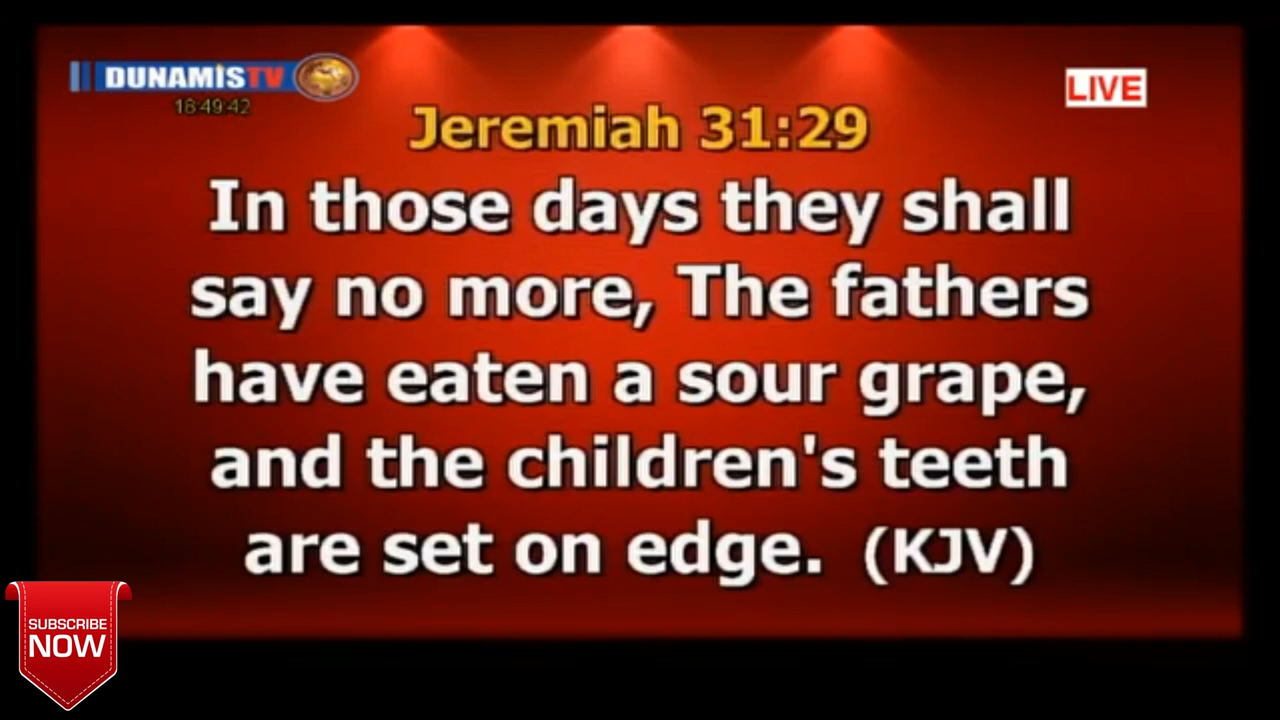 DUNAMIS TV
18:49:42
LIVE
Jeremiah 31:29
In those days they shall
say no more, The fathers
have eaten a sour grape,
and the children's teeth
are set on edge. (KJV)
SUBSCRIBE
NOW